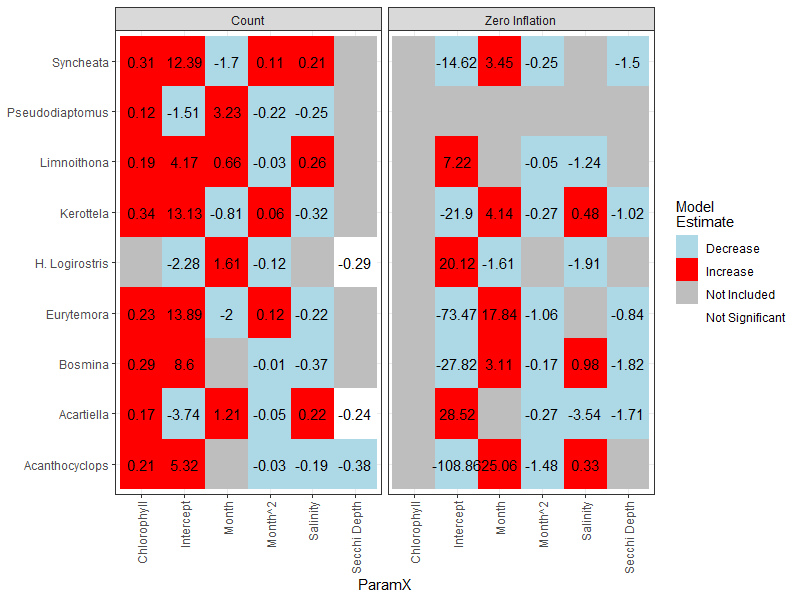 Count Zero Inflation
Syncheata 0.31 12.39 -1.7 0.11 0.21 -14.62 3.45 -0.25 -1.5
Pseudodiaptomus 0.12 -1.51 3.23 -0.22 -0.25
Limnoithona 0.19 4.17 0.66 -0.03 0.26 7.22 -0.05 -1.24
Kerottela 0.34 13.13 -0.81 0.06 -0.32 -21.9 4.14 -0.27 0.48 -1.02
H. Logirostris -2.28 1.61 -0.12 -0.29 20.12 -1.61 -1.91
Eurytemora 0.23 13.89 -2 0.12 -0.22 -73.47 17.84 -1.06 -0.84
Bosmina 0.29 8.6 -0.01 -0.37 -27.82 3.11 -0.17 0.98 -1.82
Acartiella 0.17 -3.74 1.21 -0.05 0.22 -0.24 28.52 -0.27 -3.54 -1.71
Acanthocyclops 0.21 5.32 -0.03 -0.19 -0.38 -108.86 25.06 -1.48 0.33
Chlorophyll Intercept Month Month^2 Salinity Secchi Depth Chlorophyll Intercept Month Month^2 Salinity Secchi Depth
ParamX
Model
Estimate
Decrease
Increase
Not Included
Not Significant